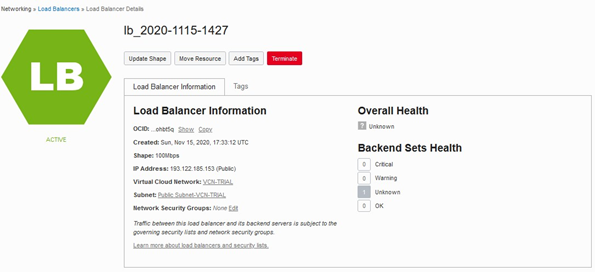 Networking » Load Balancers » Load Balancer Details
lb_2020-1115-1427
LB
ACTIVE
Update Shape Move Resource Add Tags Terminate
Load Balancer Information Tags
Load Balancer Information
OCID: ...ohbt5q Show Copy
Created: Sun, Nov 15, 2020, 17:33:12 UTC
Shape: 100Mbps
IP Address: 193.122.185.153 (Public)
Virtual Cloud Network: VCN-TRIAL
Subnet: Public Subnet-VCN-TRIAL
Network Security Groups: None Edit
Traffic between this load balancer and its backend servers is subject to the
governing security lists and network security groups.
Learn more about load balancers and security lists.
Overall Health
? Unknown
Backend Sets Health
0 Critical
0 Warning
1 Unknown
0 OK